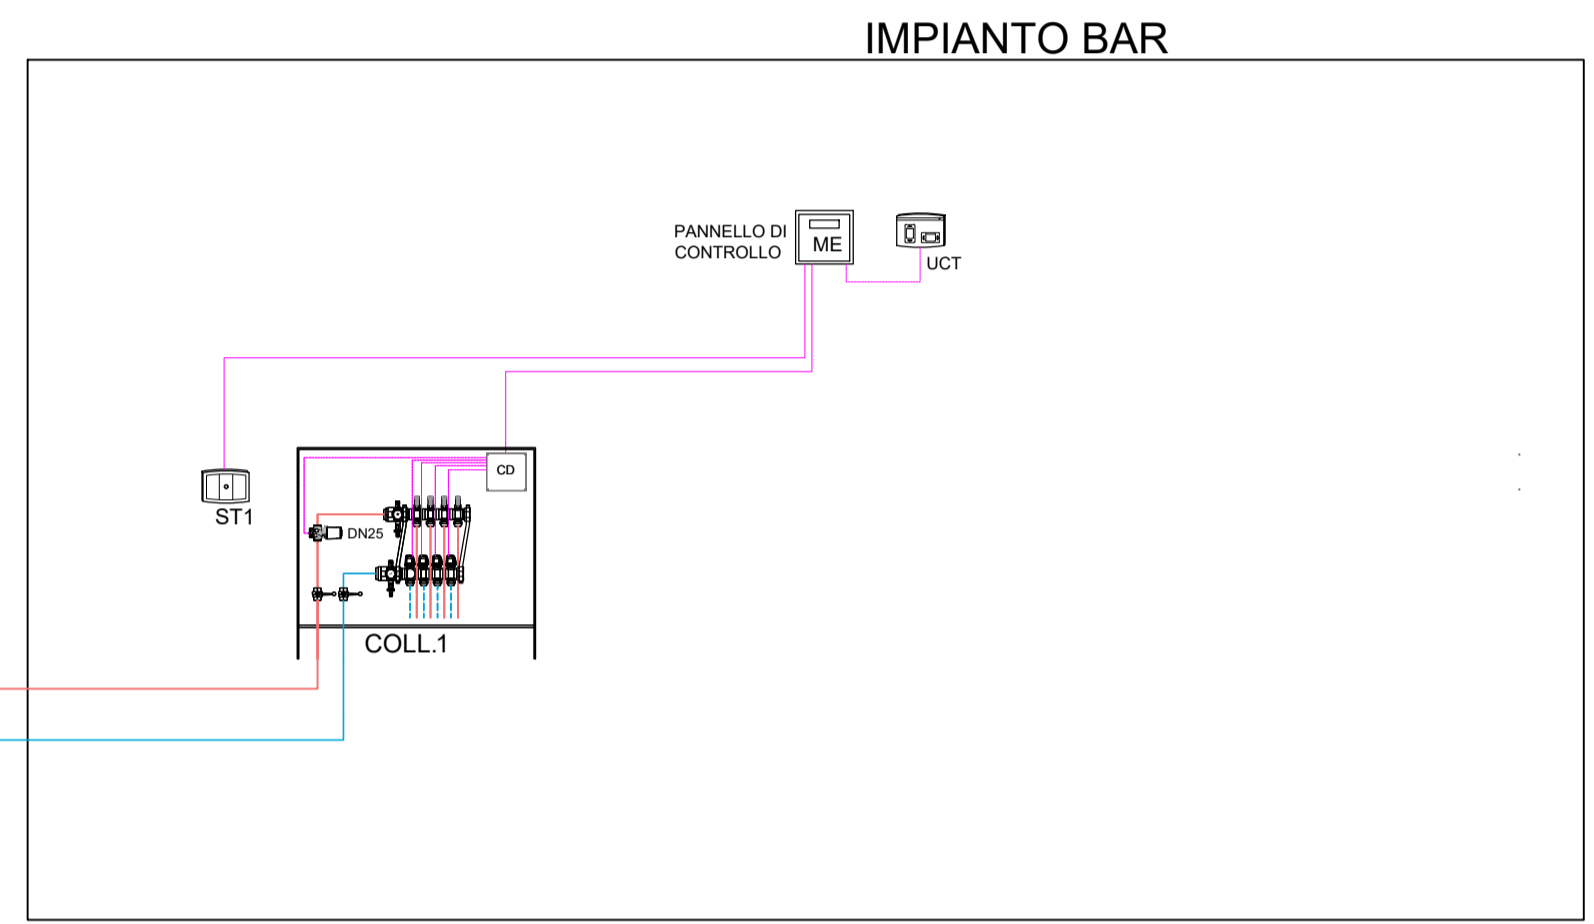 IMPIANTO BAR
PANNELLO DI
CONTROLLO
ME
UCT
CD
ST1
DN25
COLL.1